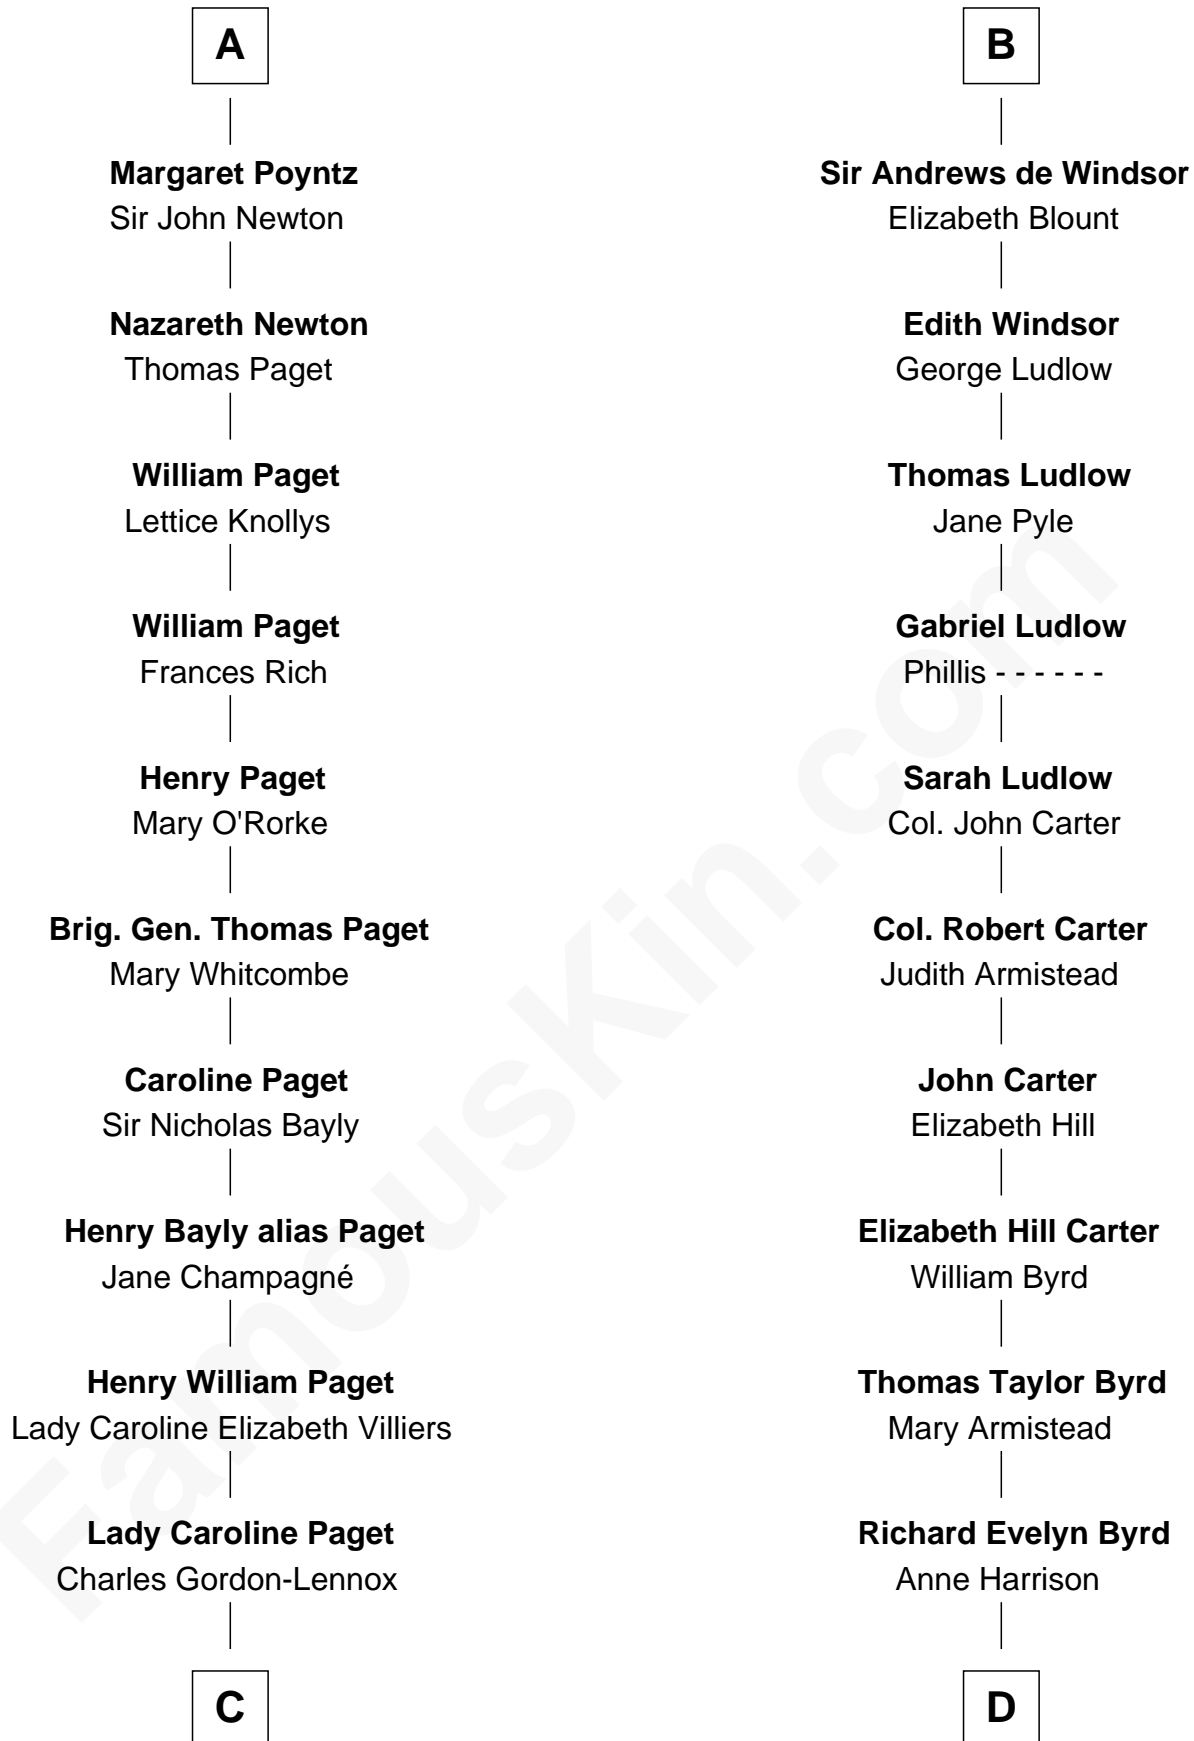 A
Margaret Poyntz
Sir John Newton
Nazareth Newton
Thomas Paget
William Paget
Lettice Knollys
William Paget
Frances Rich
Henry Paget
Mary O'Rorke
Brig. Gen. Thomas Paget
Mary Whitcombe
Caroline Paget
Sir Nicholas Bayly
Henry Bayly alias Paget
Jane Champagné
Henry William Paget
Lady Caroline Elizabeth Villiers
Lady Caroline Paget
Charles Gordon-Lennox
C
B
Sir Andrews de Windsor
Elizabeth Blount
Edith Windsor
George Ludlow
Thomas Ludlow
Jane Pyle
Gabriel Ludlow
Phillis - - - - - -
Sarah Ludlow
Col. John Carter
Col. Robert Carter
Judith Armistead
John Carter
Elizabeth Hill
Elizabeth Hill Carter
William Byrd
Thomas Taylor Byrd
Mary Armistead
Richard Evelyn Byrd
Anne Harrison
D
FamousKin.com